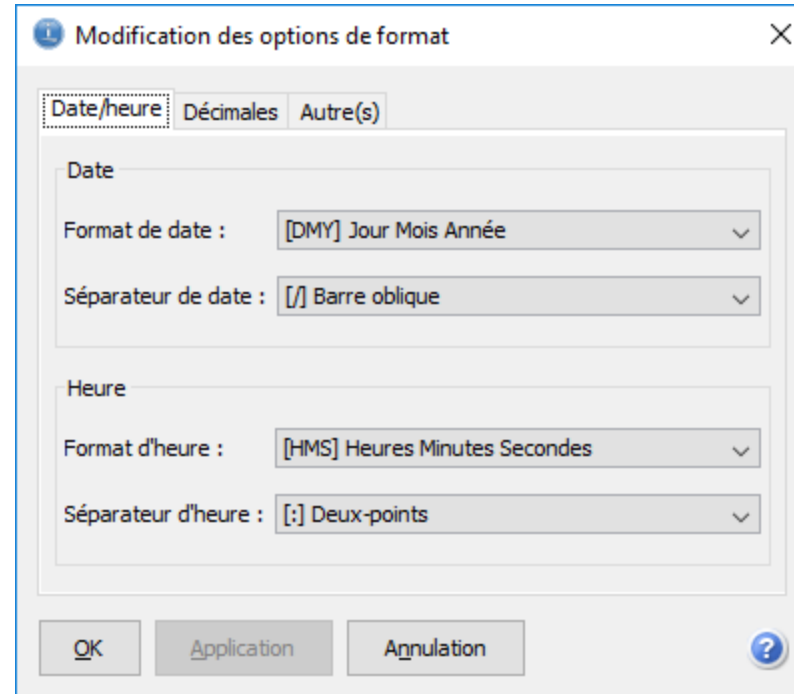 Modification des options de format
Date/heure Décimales Autre(s)
Date
Format de date : [DMY] Jour Mois Année
Séparateur de date : [/] Barre oblique
Heure
Format d'heure : [HMS] Heures Minutes Secondes
Séparateur d'heure : [:] Deux-points
OK Application Annulation ?